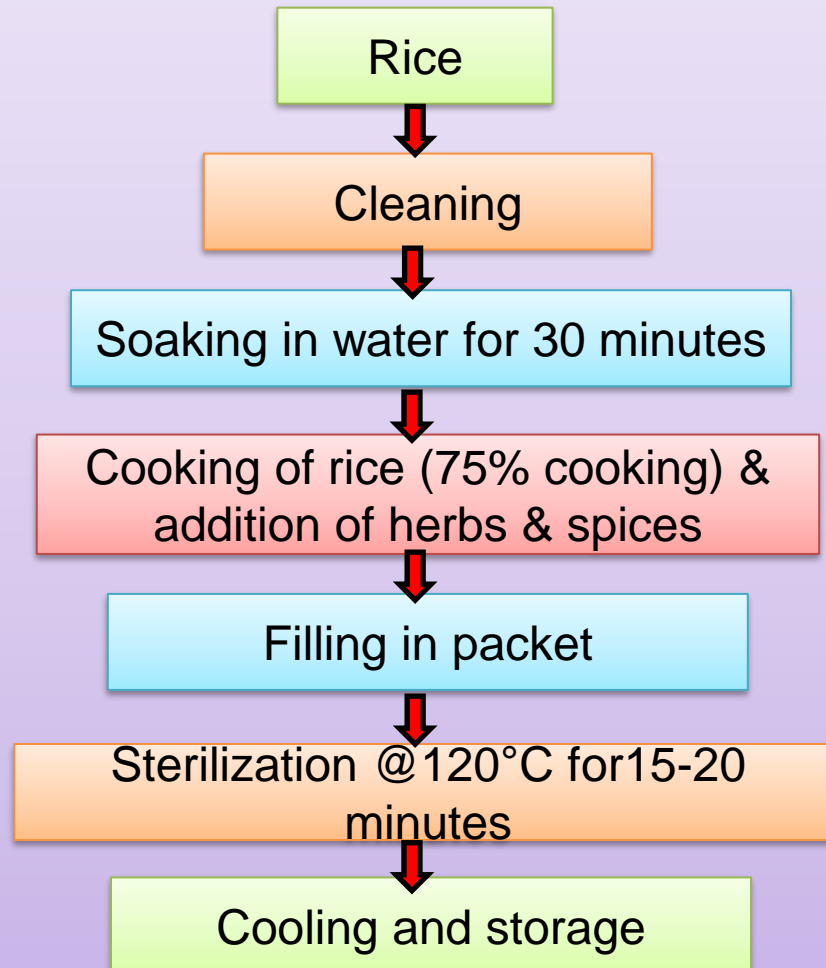 Rice
Cleaning
Soaking in water for 30 minutes
Cooking of rice (75% cooking) &
addition of herbs & spices
Filling in packet
Sterilization @120°C for15-20
minutes
Cooling and storage